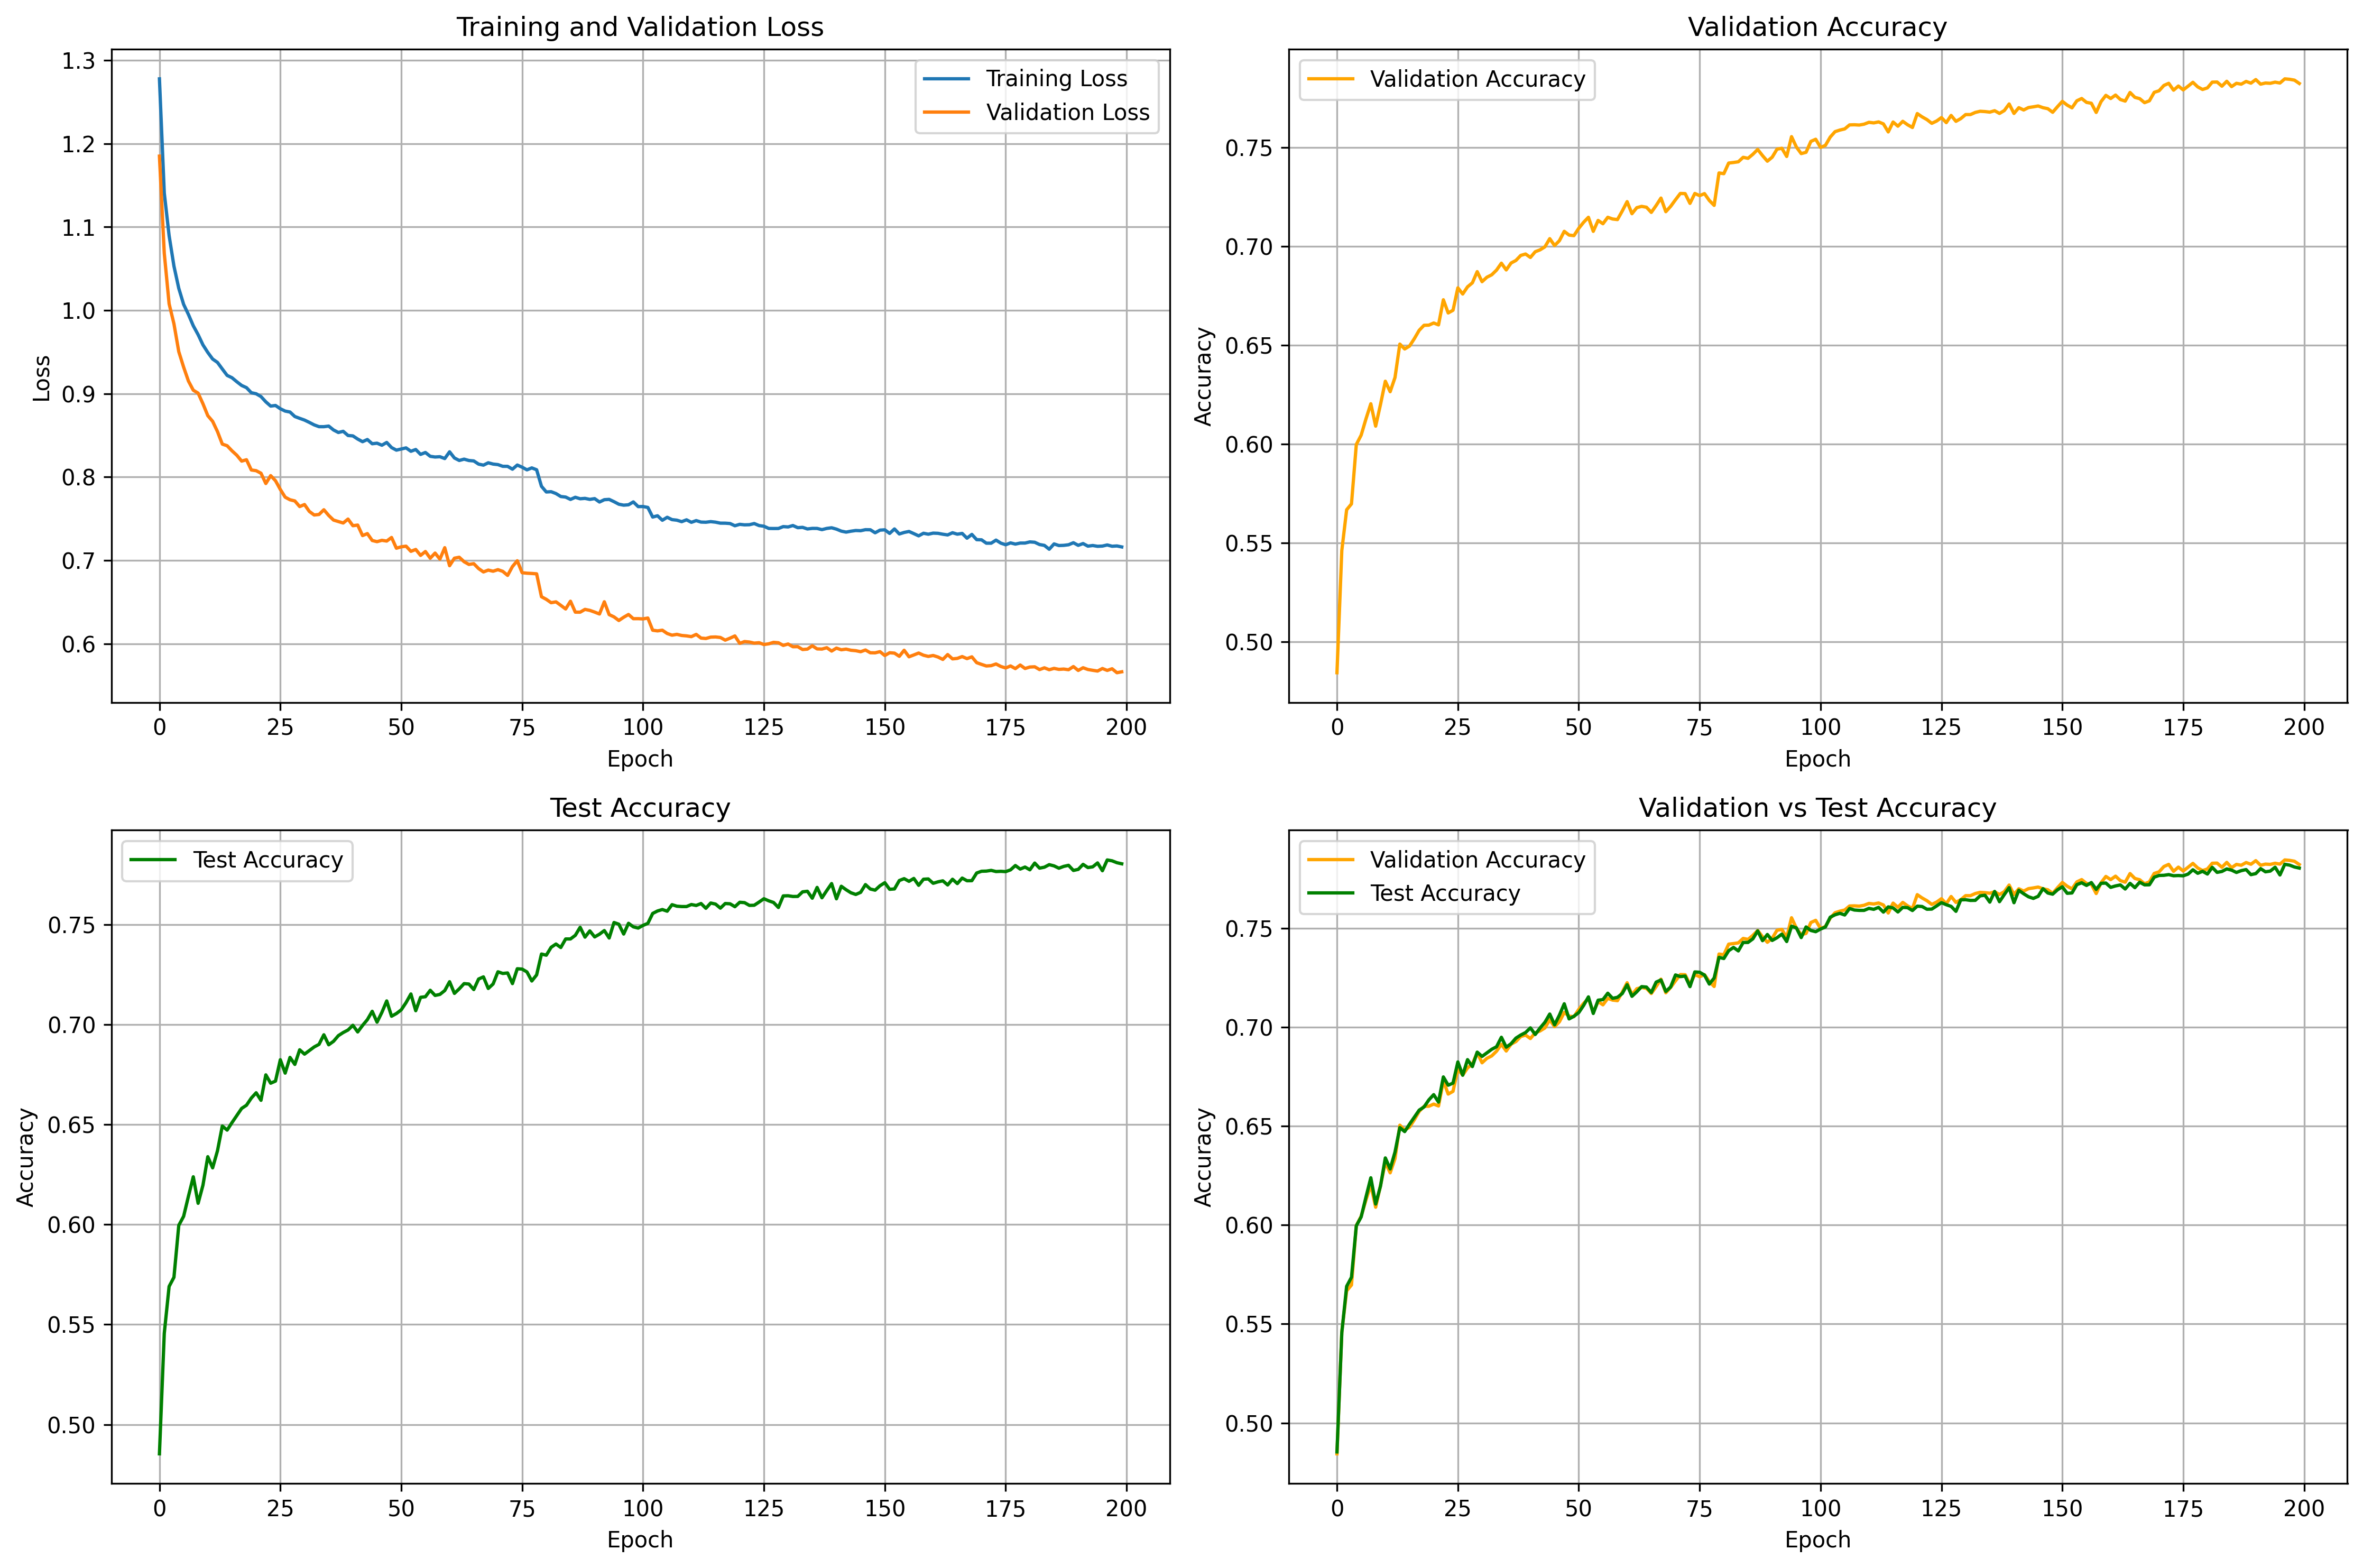 Training and Validation Loss
1.3
1.2
1.1
1.0
0.9
0.8
0.7
0.6
Loss
Training Loss
Validation Loss
0 25 50 75 100 125 150 175 200
Epoch
Validation Accuracy
0.75
0.70
0.65
0.60
0.55
0.50
Accuracy
Validation Accuracy
0 25 50 75 100 125 150 175 200
Epoch
Test Accuracy
0.75
0.70
0.65
0.60
0.55
0.50
Accuracy
Test Accuracy
0 25 50 75 100 125 150 175 200
Epoch
Validation vs Test Accuracy
0.75
0.70
0.65
0.60
0.55
0.50
Accuracy
Validation Accuracy
Test Accuracy
0 25 50 75 100 125 150 175 200
Epoch